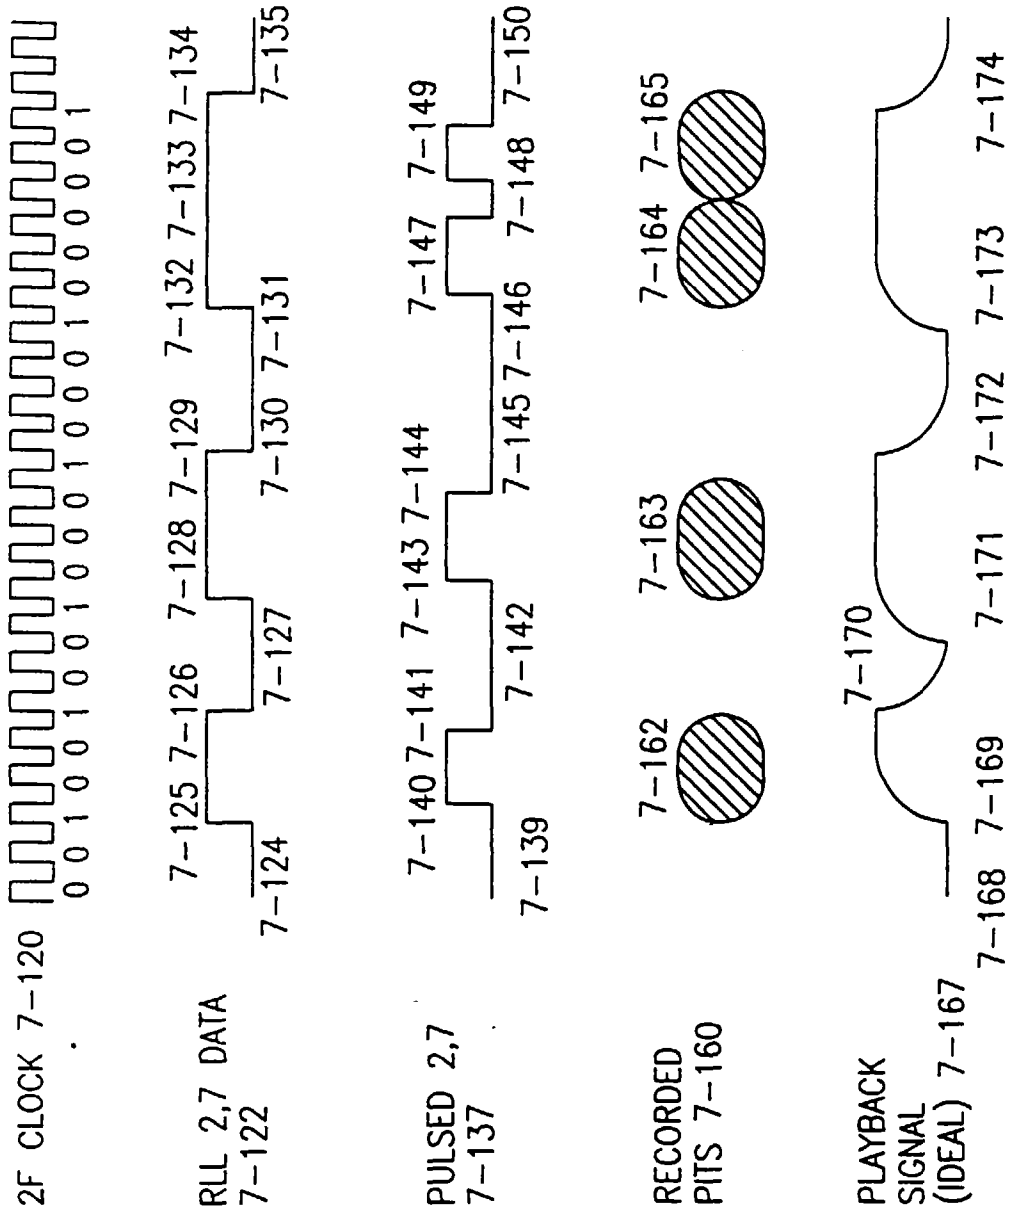 2F CLOCK 7-120
0 0 1 0 0 1 0 0 1 0 0 0 1 0 0 0 1 0 0 0 0 0 1
7-125 7-126 7-128 7-129 7-132 7-133 7-134
RLL 2,7 DATA
7-122
7-124 7-127 7-130 7-131 7-135
7-140 7-141 7-143 7-144 7-147 7-149
PULSED 2,7
7-137
7-139 7-142 7-145 7-146 7-148 7-150
7-162 7-163 7-164 7-165
RECORDED
PITS 7-160
7-170
PLAYBACK
SIGNAL
(IDEAL) 7-167
7-168 7-169 7-171 7-172 7-173 7-174